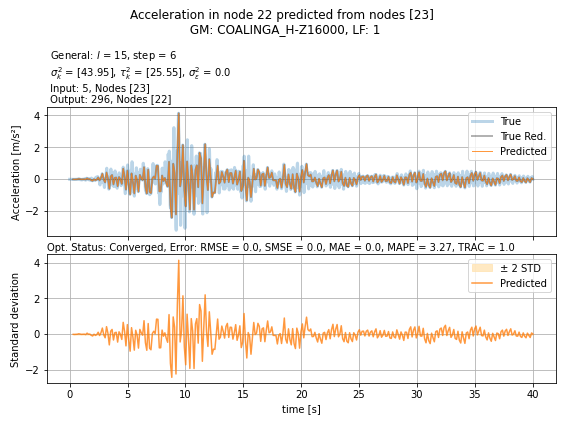 Acceleration in node 22 predicted from nodes [23]
GM: COALINGA_H-Z16000, LF: 1
General: l = 15, step = 6
σ²ₖ = [43.95], τ²ₖ = [25.55], σ²ε = 0.0
Input: 5, Nodes [23]
Output: 296, Nodes [22]
Acceleration [m/s²]
4
2
0
−2
True
True Red.
Predicted
Opt. Status: Converged, Error: RMSE = 0.0, SMSE = 0.0, MAE = 0.0, MAPE = 3.27, TRAC = 1.0
Standard deviation
4
2
0
−2
± 2 STD
Predicted
0 5 10 15 20 25 30 35 40
time [s]